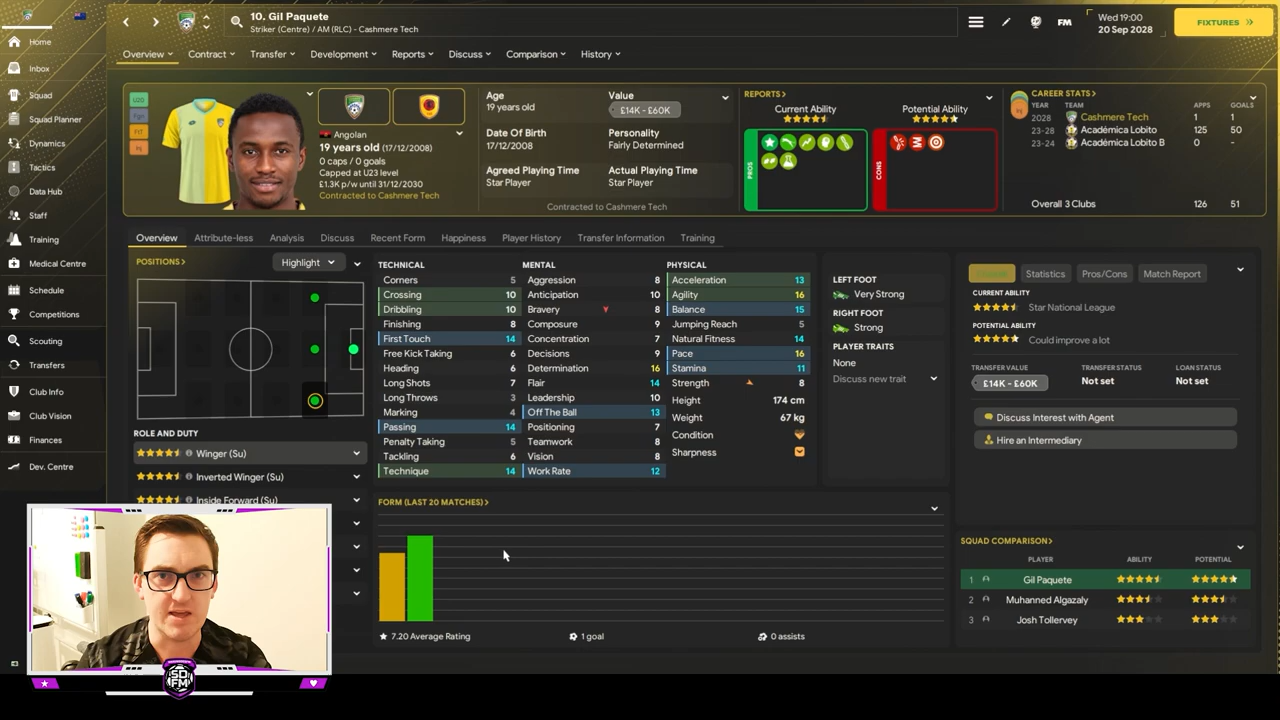 10. Gil Paquete
Striker (Centre) / AM (RLC) - Cashmere Tech
FM
Wed 19:00
20 Sep 2028
FIXTURES
Home
Inbox
Squad
Squad Planner
Dynamics
Tactics
Data Hub
Staff
Training
Medical Centre
Schedule
Competitions
Scouting
Transfers
Club Info
Club Vision
Finances
Dev. Centre
Overview
Contract
Transfer
Development
Reports
Discuss
Comparison
History
U20
FIT
Angolan
19 years old (17/12/2008)
0 caps / 0 goals
Capped at U23 level
£1.3K p/w until 31/12/2030
Contracted to Cashmere Tech
Age
19 years old
Value
£14K - £60K
Date Of Birth
17/12/2008
Personality
Fairly Determined
Agreed Playing Time
Star Player
Actual Playing Time
Star Player
Contracted to Cashmere Tech
REPORTS >
Current Ability
Potential Ability
PROS
CONS
CAREER STATS >
YEAR TEAM APPS GOALS
2028 Cashmere Tech 1 1
23-28 Académica Lobito 125 50
23-24 Académica Lobito B 0 -
Overall 3 Clubs 126 51
Overview
Attribute-less
Analysis
Discuss
Recent Form
Happiness
Player History
Transfer Information
Training
POSITIONS >
Highlight
ROLE AND DUTY
Winger (Su)
Inverted Winger (Su)
Inside Forward (Su)
TECHNICAL
Corners 5
Crossing 10
Dribbling 10
Finishing 8
First Touch 14
Free Kick Taking 6
Heading 6
Long Shots 7
Long Throws 3
Marking 4
Passing 14
Penalty Taking 5
Tackling 6
Technique 14
MENTAL
Aggression 8
Anticipation 10
Bravery 8
Composure 9
Concentration 7
Decisions 9
Determination 16
Flair 14
Leadership 10
Off The Ball 13
Positioning 7
Teamwork 8
Vision 8
Work Rate 12
PHYSICAL
Acceleration 13
Agility 16
Balance 15
Jumping Reach 5
Natural Fitness 14
Pace 16
Stamina 11
Strength 8
Height 174 cm
Weight 67 kg
Condition
Sharpness
LEFT FOOT
Very Strong
RIGHT FOOT
Strong
PLAYER TRAITS
None
Discuss new trait
Statistics
Pros/Cons
Match Report
CURRENT ABILITY
Star National League
POTENTIAL ABILITY
Could improve a lot
TRANSFER VALUE
£14K - £60K
TRANSFER STATUS
Not set
LOAN STATUS
Not set
Discuss Interest with Agent
Hire an Intermediary
FORM (LAST 20 MATCHES) >
7.20 Average Rating
1 goal
0 assists
SQUAD COMPARISON >
PLAYER ABILITY POTENTIAL
1 Gil Paquete
2 Muhanned Algazaly
3 Josh Tollervey
SD
FM